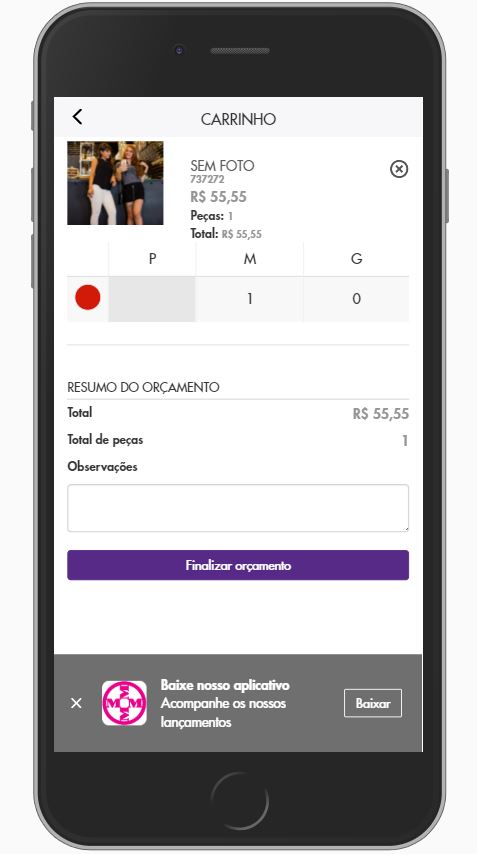 CARRINHO
SEM FOTO
737272
R$ 55,55
Peças: 1
Total: R$ 55,55
P M G
1 0
RESUMO DO ORÇAMENTO
Total R$ 55,55
Total de peças 1
Observações
Finalizar orçamento
Baixe nosso aplicativo
Acompanhe os nossos
lançamentos
Baixar